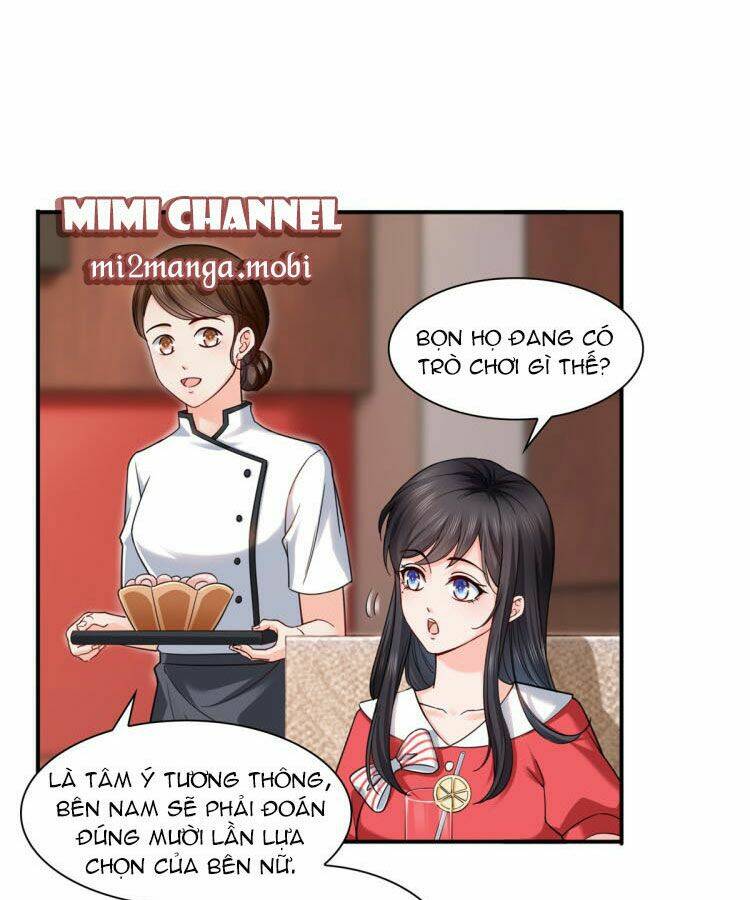 MIMI CHANNEL
mi2manga.mobi
BỌN HỌ ĐANG CÓ
TRÒ CHƠI GÌ THẾ?
LÀ TÂM Ý TƯƠNG THÔNG,
BÊN NAM SẼ PHẢI ĐOÁN
ĐÚNG MƯỜI LẦN LỰA
CHỌN CỦA BÊN NỮ.